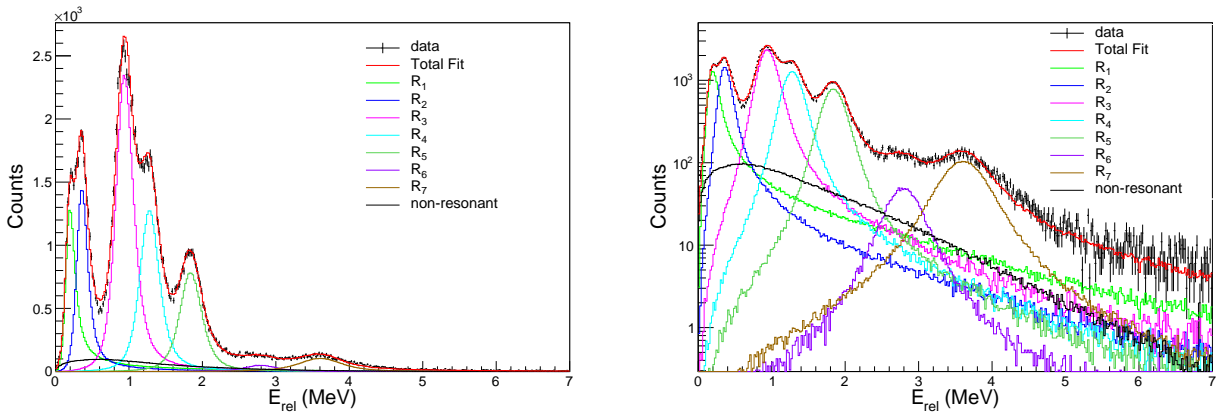 ×10³
2.5
2
1.5
1
0.5
0
Counts
0 1 2 3 4 5 6 7
E_rel (MeV)
data
Total Fit
R₁
R₂
R₃
R₄
R₅
R₆
R₇
non-resonant
10³
10²
10
1
Counts
0 1 2 3 4 5 6 7
E_rel (MeV)
data
Total Fit
R₁
R₂
R₃
R₄
R₅
R₆
R₇
non-resonant